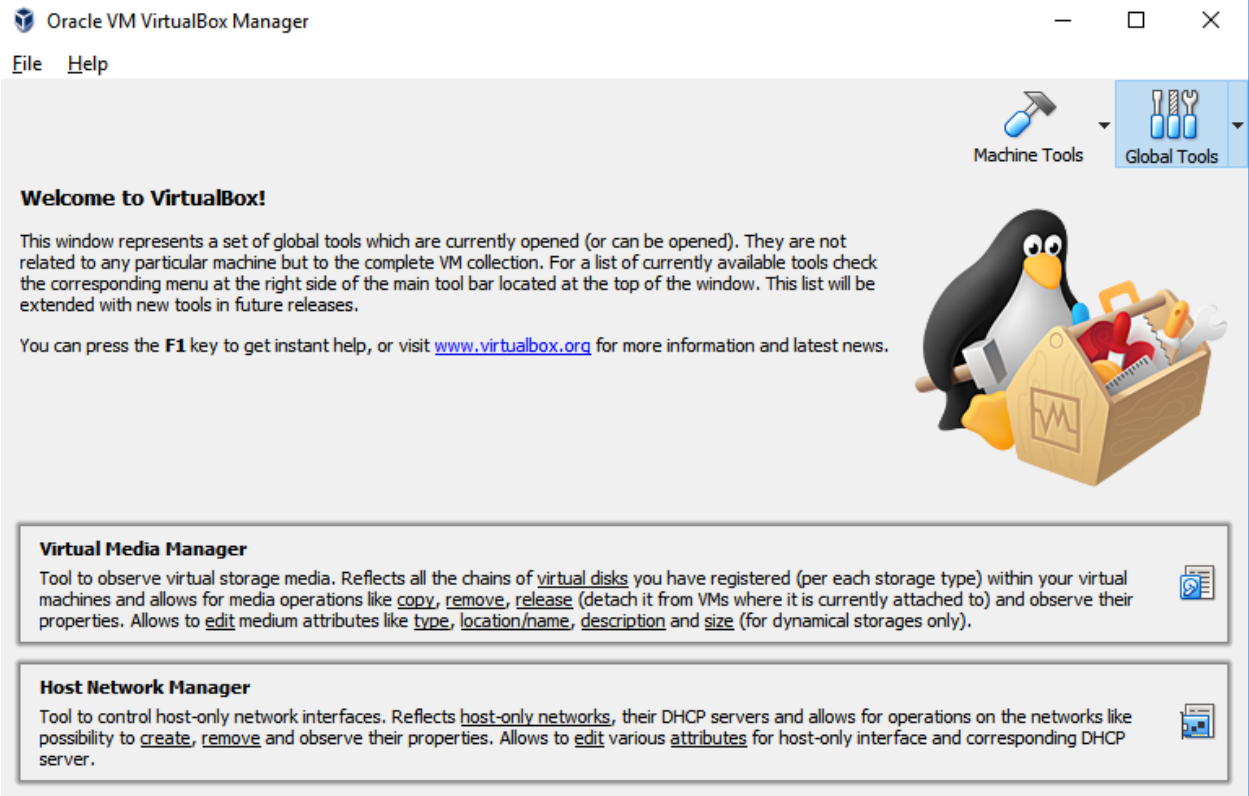 Oracle VM VirtualBox Manager
File Help
Machine Tools
Global Tools
Welcome to VirtualBox!
This window represents a set of global tools which are currently opened (or can be opened). They are not
related to any particular machine but to the complete VM collection. For a list of currently available tools check
the corresponding menu at the right side of the main tool bar located at the top of the window. This list will be
extended with new tools in future releases.
You can press the F1 key to get instant help, or visit www.virtualbox.org for more information and latest news.
Virtual Media Manager
Tool to observe virtual storage media. Reflects all the chains of virtual disks you have registered (per each storage type) within your virtual
machines and allows for media operations like copy, remove, release (detach it from VMs where it is currently attached to) and observe their
properties. Allows to edit medium attributes like type, location/name, description and size (for dynamical storages only).
Host Network Manager
Tool to control host-only network interfaces. Reflects host-only networks, their DHCP servers and allows for operations on the networks like
possibility to create, remove and observe their properties. Allows to edit various attributes for host-only interface and corresponding DHCP
server.